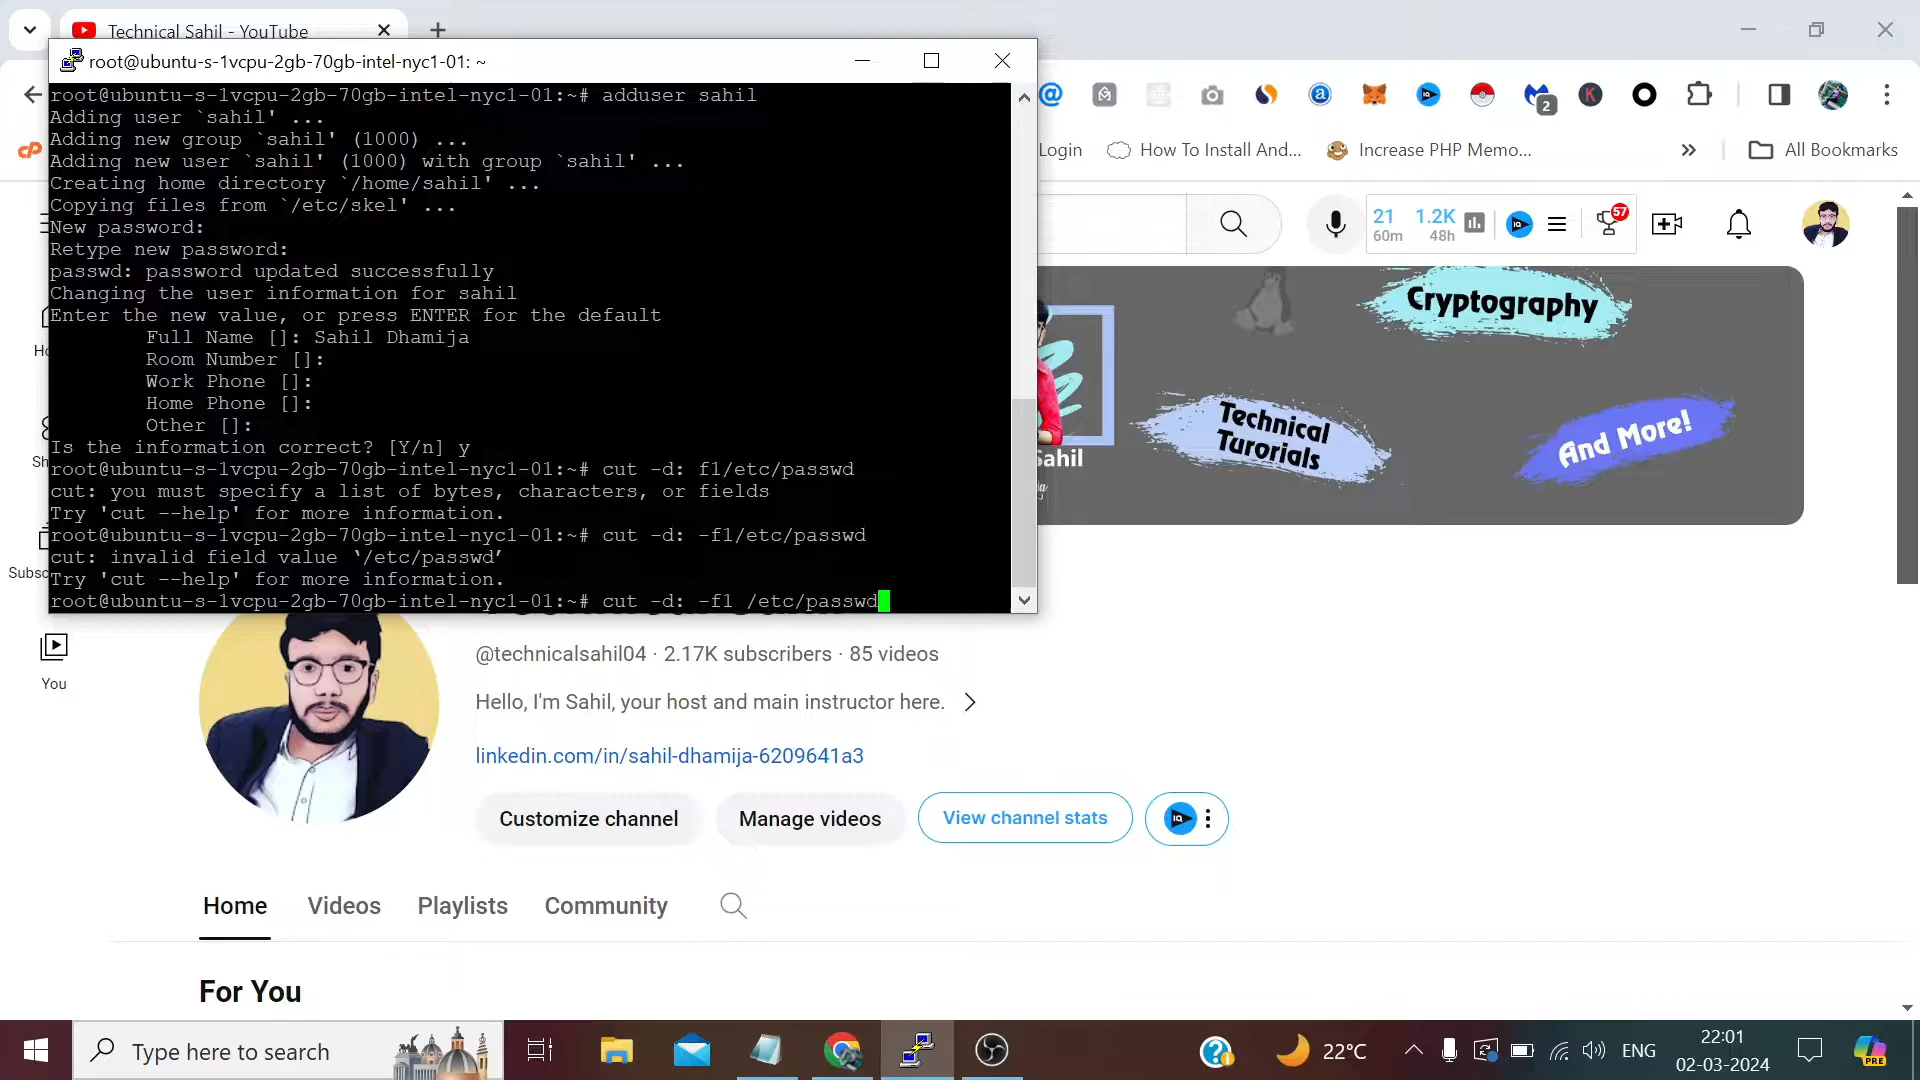 Technical Sahil - YouTube
root@ubuntu-s-1vcpu-2gb-70gb-intel-nyc1-01: ~
root@ubuntu-s-1vcpu-2gb-70gb-intel-nyc1-01:~# adduser sahil
Adding user `sahil' ...
Adding new group `sahil' (1000) ...
Adding new user `sahil' (1000) with group `sahil' ...
Creating home directory `/home/sahil' ...
Copying files from `/etc/skel' ...
New password:
Retype new password:
passwd: password updated successfully
Changing the user information for sahil
Enter the new value, or press ENTER for the default
Full Name []: Sahil Dhamija
Room Number []:
Work Phone []:
Home Phone []:
Other []:
Is the information correct? [Y/n] y
root@ubuntu-s-1vcpu-2gb-70gb-intel-nyc1-01:~# cut -d: f1/etc/passwd
cut: you must specify a list of bytes, characters, or fields
Try 'cut --help' for more information.
root@ubuntu-s-1vcpu-2gb-70gb-intel-nyc1-01:~# cut -d: -f1/etc/passwd
cut: invalid field value ‘/etc/passwd’
Try 'cut --help' for more information.
root@ubuntu-s-1vcpu-2gb-70gb-intel-nyc1-01:~# cut -d: -f1 /etc/passwd
2
Login
How To Install And...
Increase PHP Memo...
»
All Bookmarks
21 1.2K
60m 48h
57
Cryptography
Technical
Turorials
And More!
Sahil
Ho
Sh
Subsc
You
@technicalsahil04 · 2.17K subscribers · 85 videos
Hello, I'm Sahil, your host and main instructor here.
linkedin.com/in/sahil-dhamija-6209641a3
Customize channel
Manage videos
View channel stats
IQ
Home
Videos
Playlists
Community
For You
Type here to search
22°C
ENG
22:01
02-03-2024
PRE